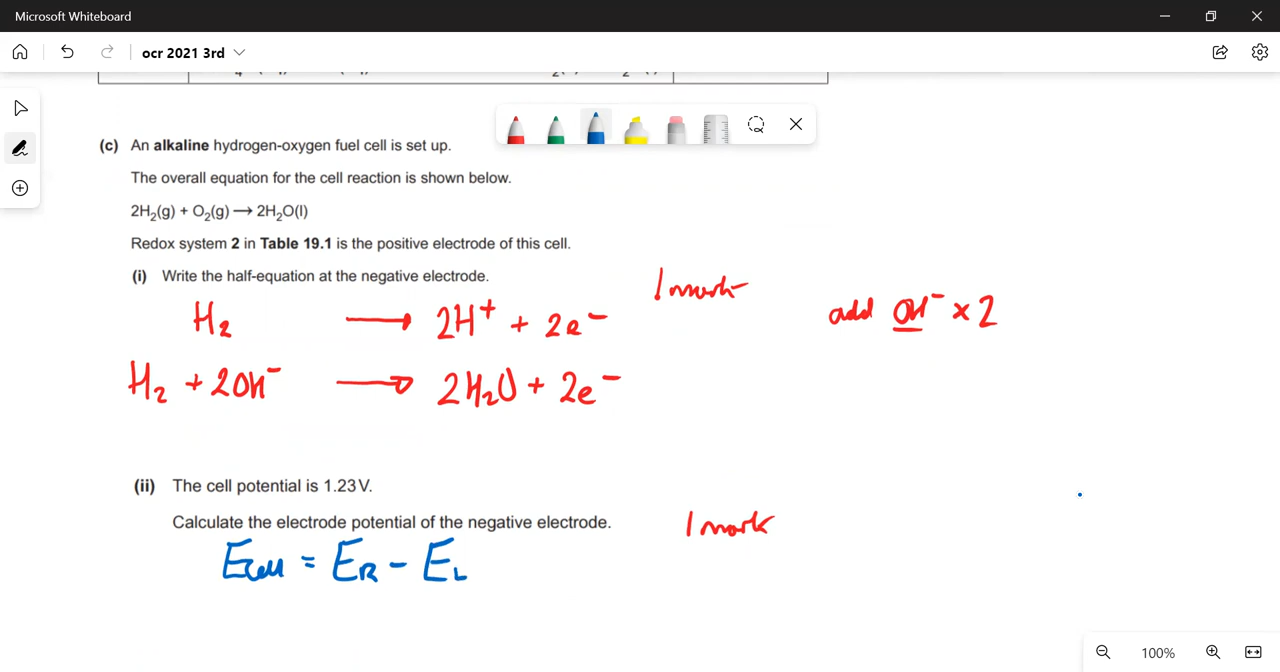 Microsoft Whiteboard
ocr 2021 3rd
(c) An alkaline hydrogen-oxygen fuel cell is set up.
The overall equation for the cell reaction is shown below.
2H₂(g) + O₂(g) → 2H₂O(l)
Redox system 2 in Table 19.1 is the positive electrode of this cell.
(i) Write the half-equation at the negative electrode.
1 mark
H₂ → 2H⁺ + 2e⁻
add OH⁻ × 2
H₂ + 2OH⁻ → 2H₂O + 2e⁻
(ii) The cell potential is 1.23 V.
Calculate the electrode potential of the negative electrode.
1 mark
Ecell = ER − EL
100%